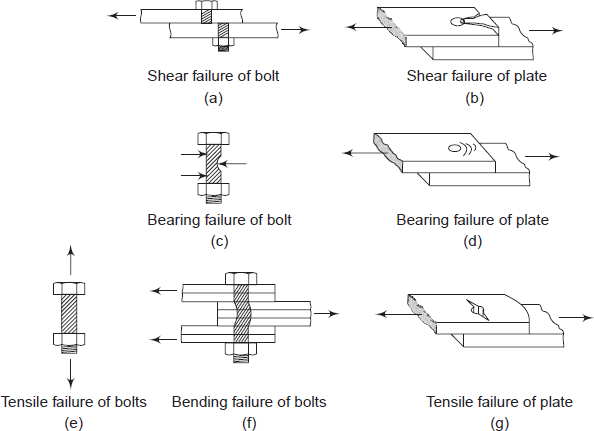 Shear failure of bolt
(a)
Shear failure of plate
(b)
Bearing failure of bolt
(c)
Bearing failure of plate
(d)
Tensile failure of bolts
(e)
Bending failure of bolts
(f)
Tensile failure of plate
(g)